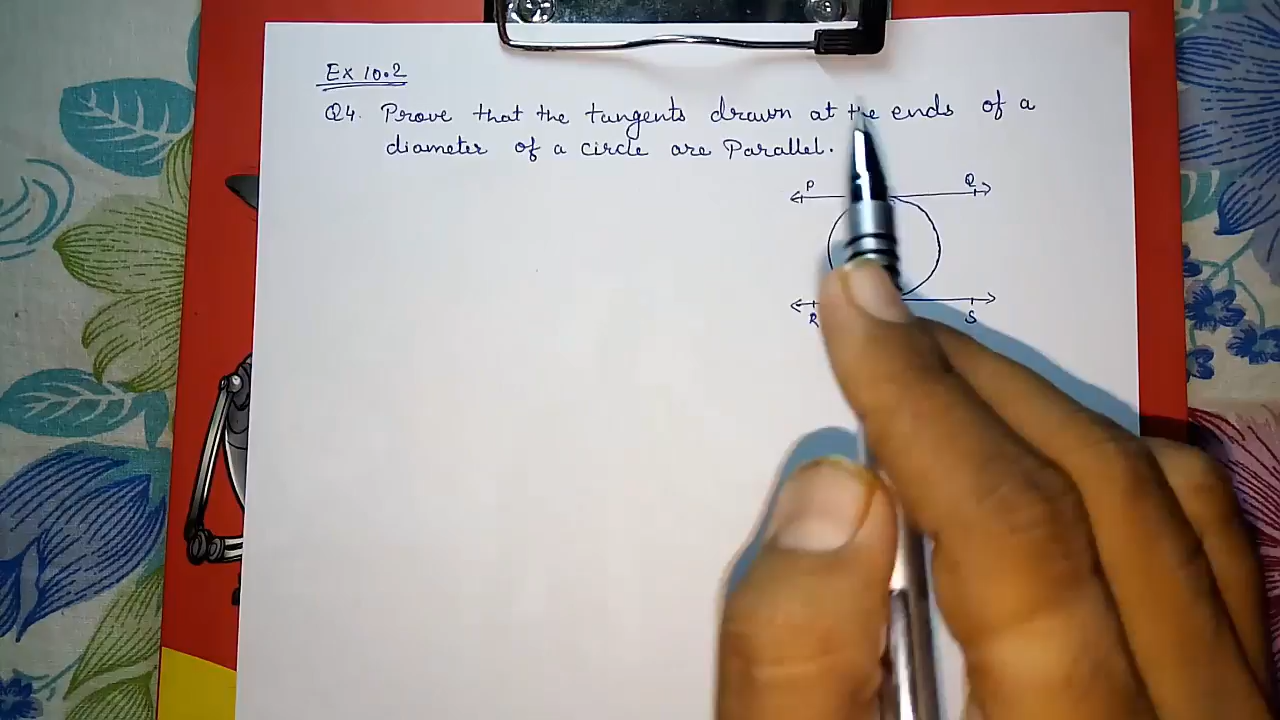 Ex 10.2
Q4. Prove that the tangents drawn at the ends of a
diameter of a circle are Parallel.
P Q
R S